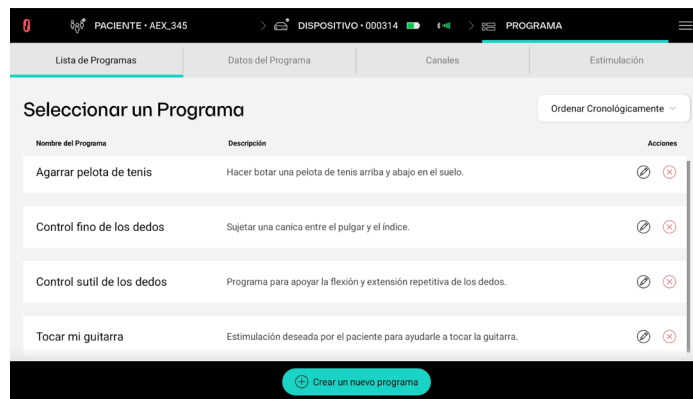 PACIENTE • AEX_345
DISPOSITIVO • 000314
PROGRAMA
Lista de Programas
Datos del Programa
Canales
Estimulación
Seleccionar un Programa
Ordenar Cronológicamente
Nombre del Programa
Descripción
Acciones
Agarrar pelota de tenis
Hacer botar una pelota de tenis arriba y abajo en el suelo.
Control fino de los dedos
Sujetar una canica entre el pulgar y el índice.
Control sutil de los dedos
Programa para apoyar la flexión y extensión repetitiva de los dedos.
Tocar mi guitarra
Estimulación deseada por el paciente para ayudarle a tocar la guitarra.
Crear un nuevo programa